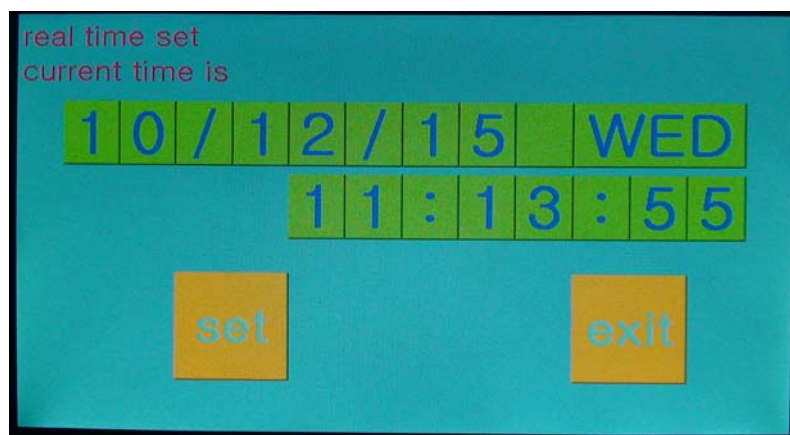 real time set
current time is
10/12/15 WED
11:13:55
set exit